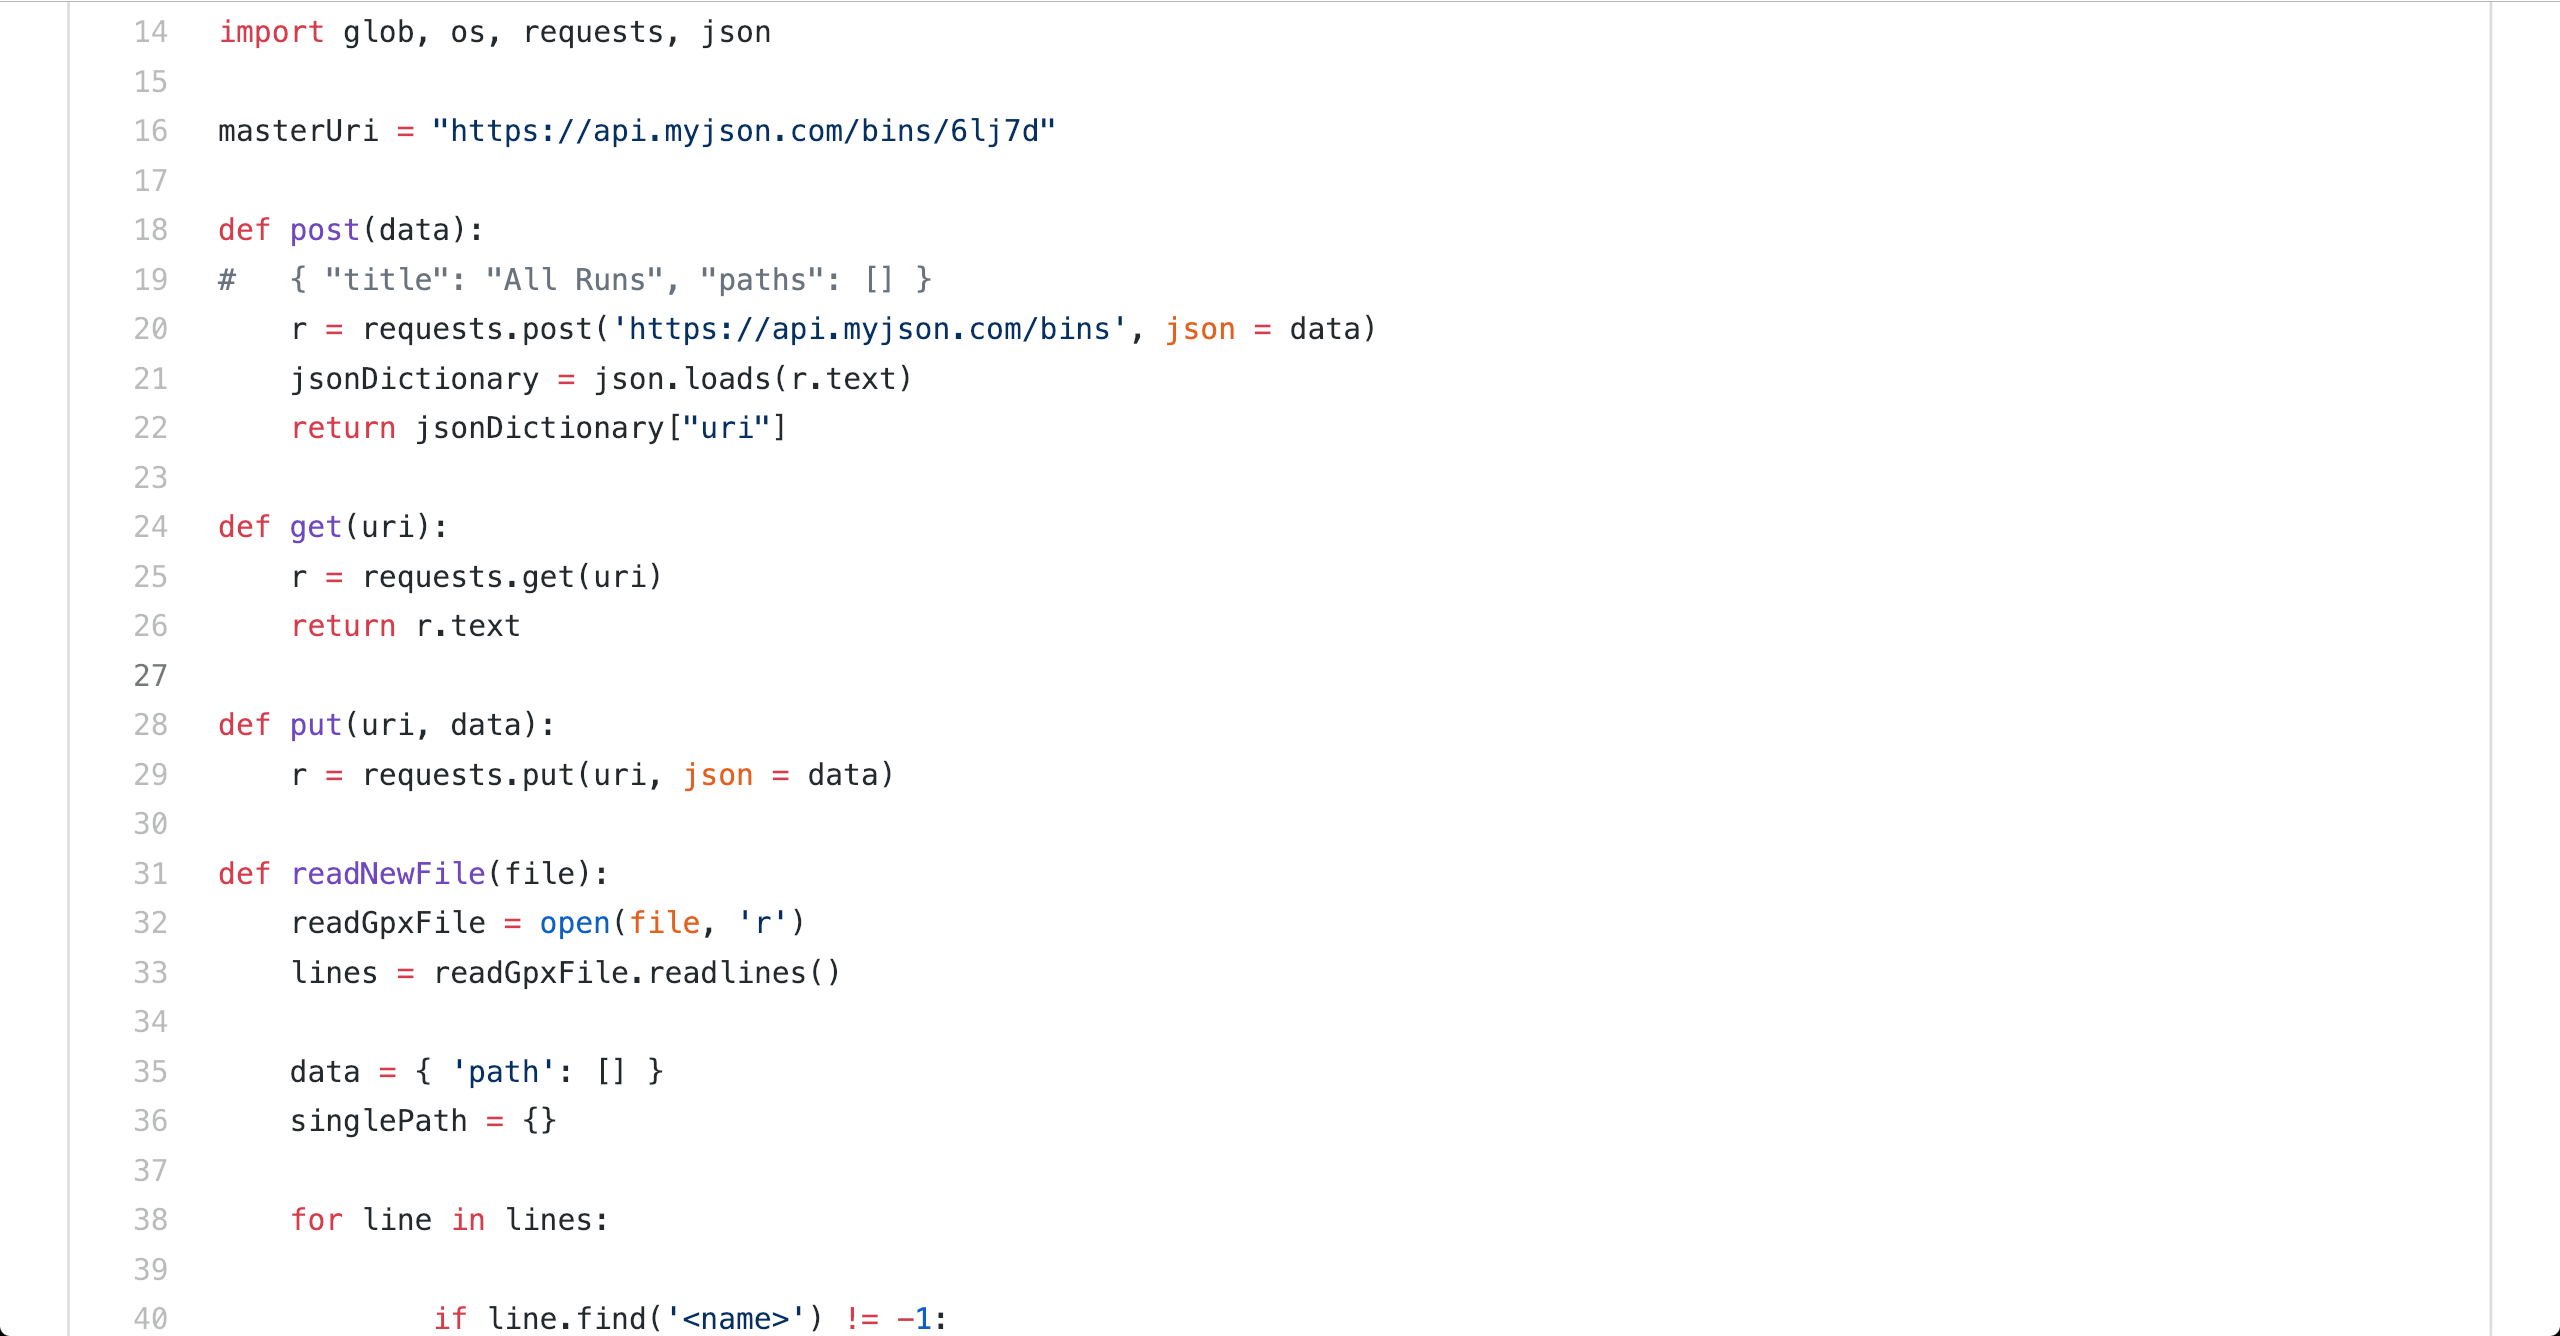 14 import glob, os, requests, json
15
16 masterUri = "https://api.myjson.com/bins/6lj7d"
17
18 def post(data):
19 #   { "title": "All Runs", "paths": [] }
20     r = requests.post('https://api.myjson.com/bins', json = data)
21     jsonDictionary = json.loads(r.text)
22     return jsonDictionary["uri"]
23
24 def get(uri):
25     r = requests.get(uri)
26     return r.text
27
28 def put(uri, data):
29     r = requests.put(uri, json = data)
30
31 def readNewFile(file):
32     readGpxFile = open(file, 'r')
33     lines = readGpxFile.readlines()
34
35     data = { 'path': [] }
36     singlePath = {}
37
38     for line in lines:
39
40             if line.find('<name>') != -1: